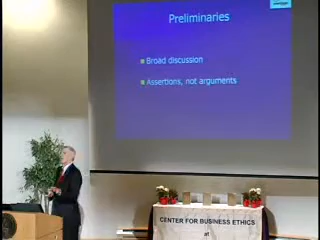 Preliminaries
Broad discussion
Assertions, not arguments
CENTER FOR BUSINESS ETHICS
at